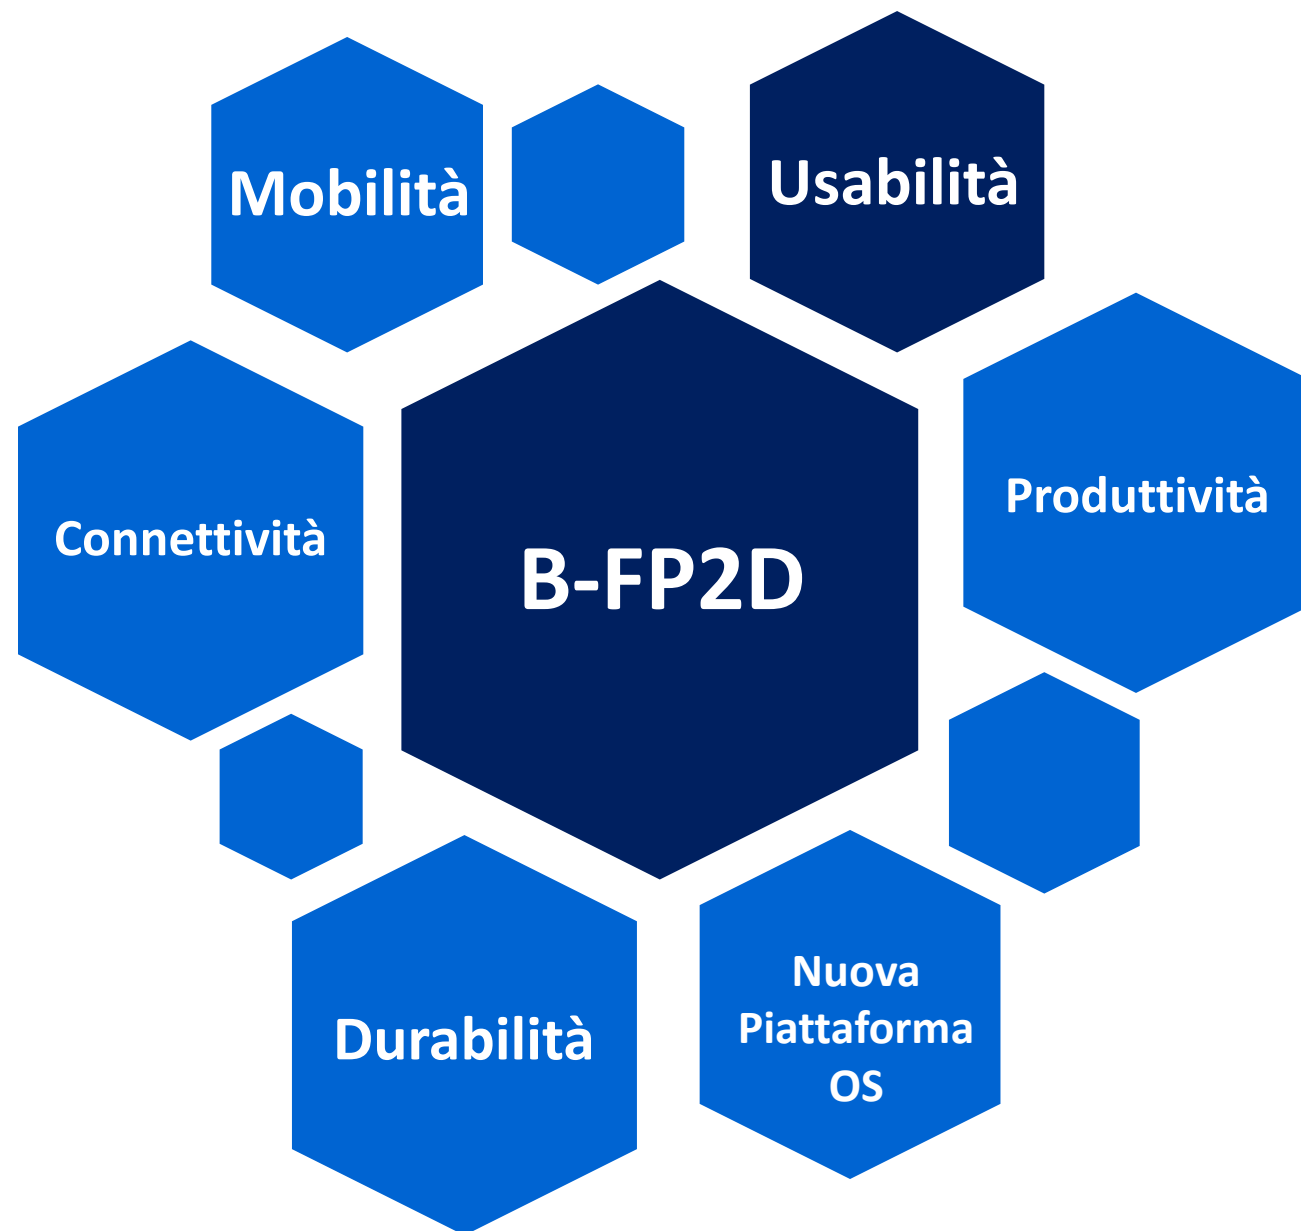 Mobilità
Usabilità
Connettività
B-FP2D
Produttività
Durabilità
Nuova
Piattaforma
OS